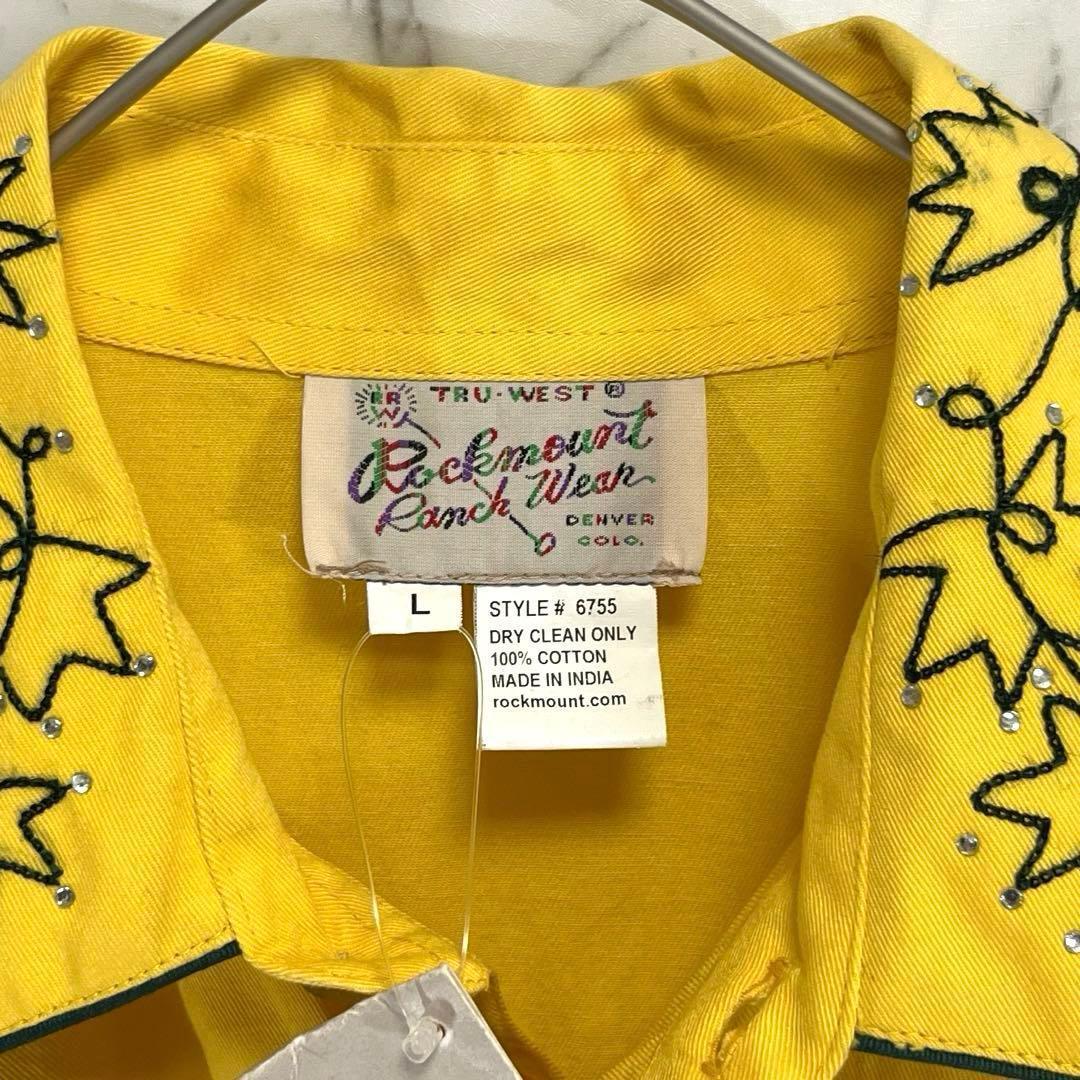 TRU-WEST ®
RRW
Rockmount
Ranch Wear
DENVER
COLO.
L
STYLE # 6755
DRY CLEAN ONLY
100% COTTON
MADE IN INDIA
rockmount.com